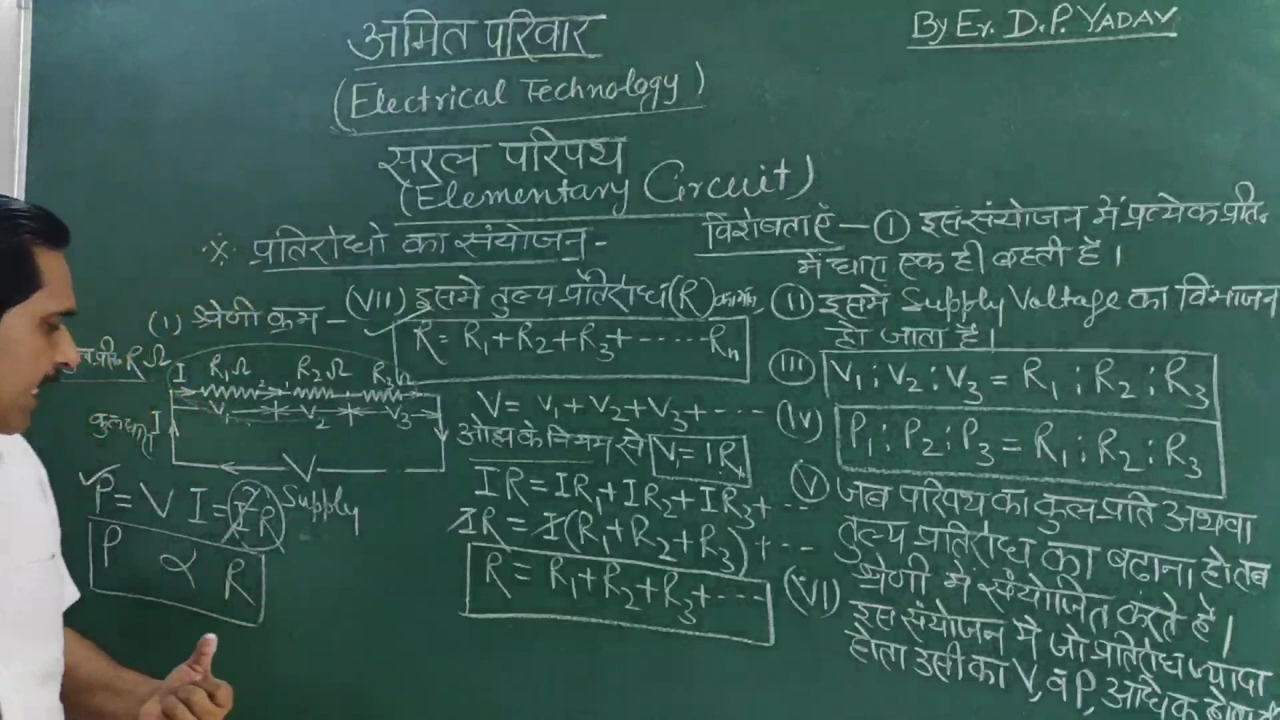 अमित परिवार
By Er. D.P. YADAV
(Electrical Technology)
सरल परिपथ
(Elementary Circuit)
* प्रतिरोधो का संयोजन-
(I) श्रेणी क्रम -
R Ω
I R₁Ω R₂Ω R₃Ω
V₁ V₂ V₃
I
V
Supply
P = V I = I²R
P ∝ R
(VII) इसमे तुल्य प्रतिरोध (R) का मान,
R = R₁+R₂+R₃+------Rₙ
V = V₁+V₂+V₃+----
ओह्म के नियम से V = IR
IR = IR₁+IR₂+IR₃+--
IR = I(R₁+R₂+R₃)+---
R = R₁+R₂+R₃+----
विशेषताएँ - (I) इस संयोजन में प्रत्येक प्रति.
में धारा एक ही बहती है।
(II) इसमें Supply Voltage का विभाजन
हो जाता है।
(III) V₁:V₂:V₃ = R₁:R₂:R₃
(IV) P₁:P₂:P₃ = R₁:R₂:R₃
(V) जब परिपथ का कुल प्रति अथवा
तुल्य प्रतिरोध का बढाना हो तब
श्रेणी मे संयोजित करते है।
(VI) इस संयोजन मे जो प्रतिरोध ज्यादा
होता उसी का V, व P, अधिक